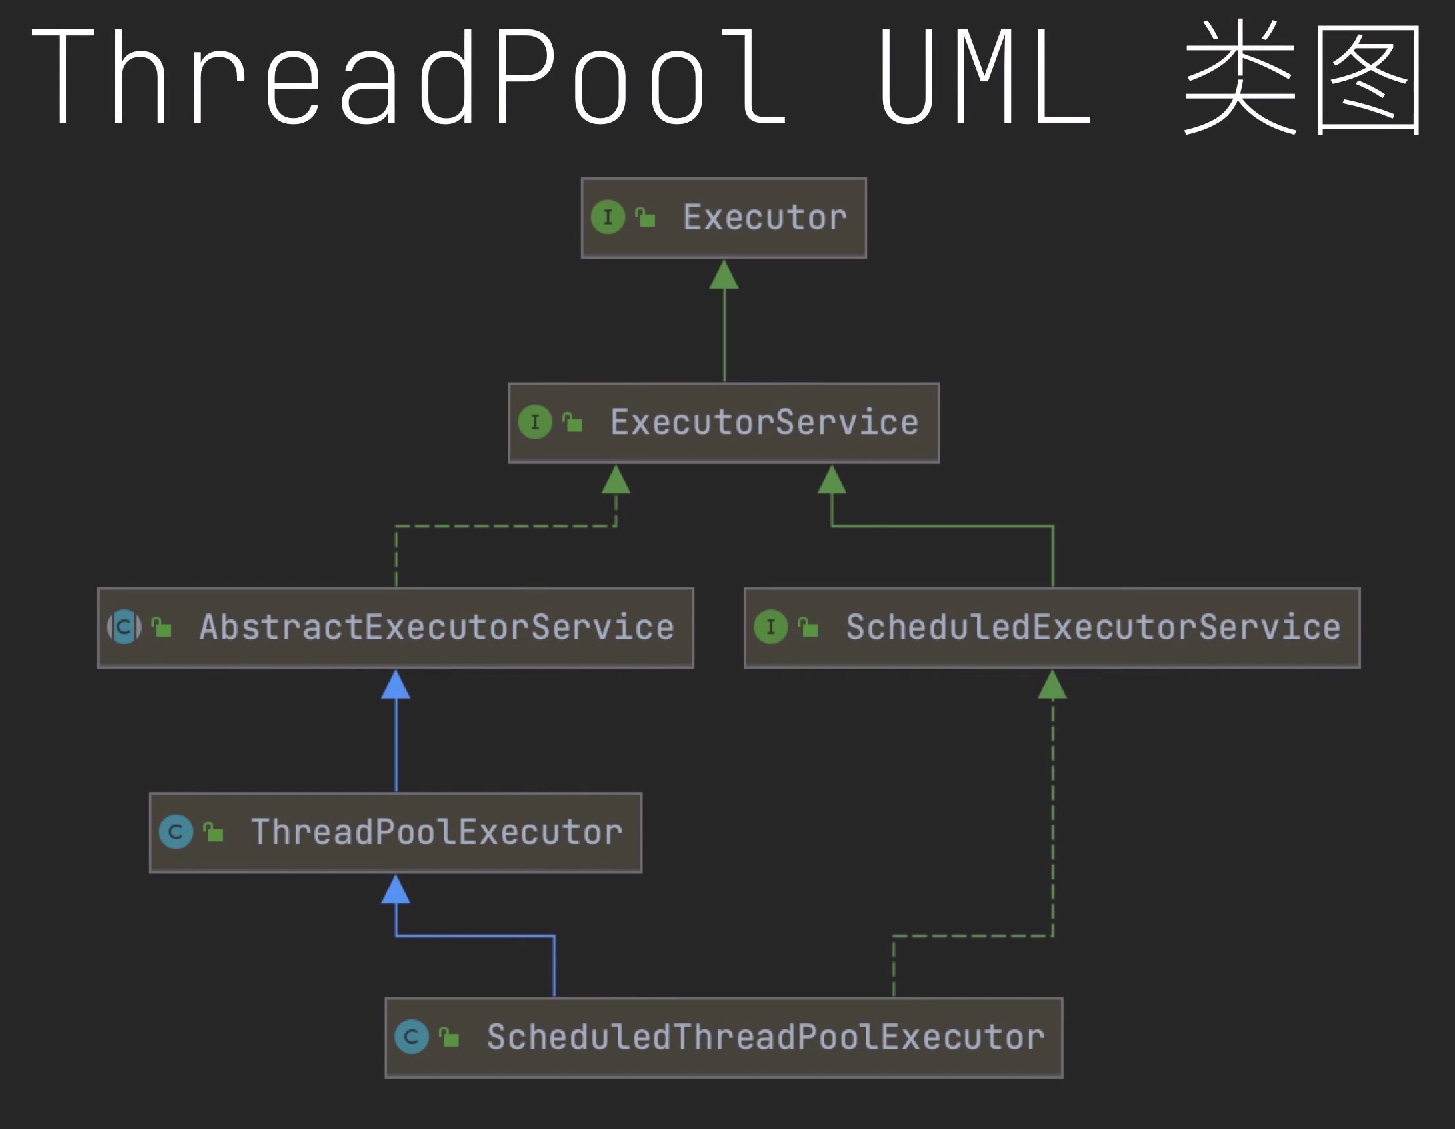 ThreadPool UML 类图
I Executor
I ExecutorService
C AbstractExecutorService
I ScheduledExecutorService
C ThreadPoolExecutor
C ScheduledThreadPoolExecutor